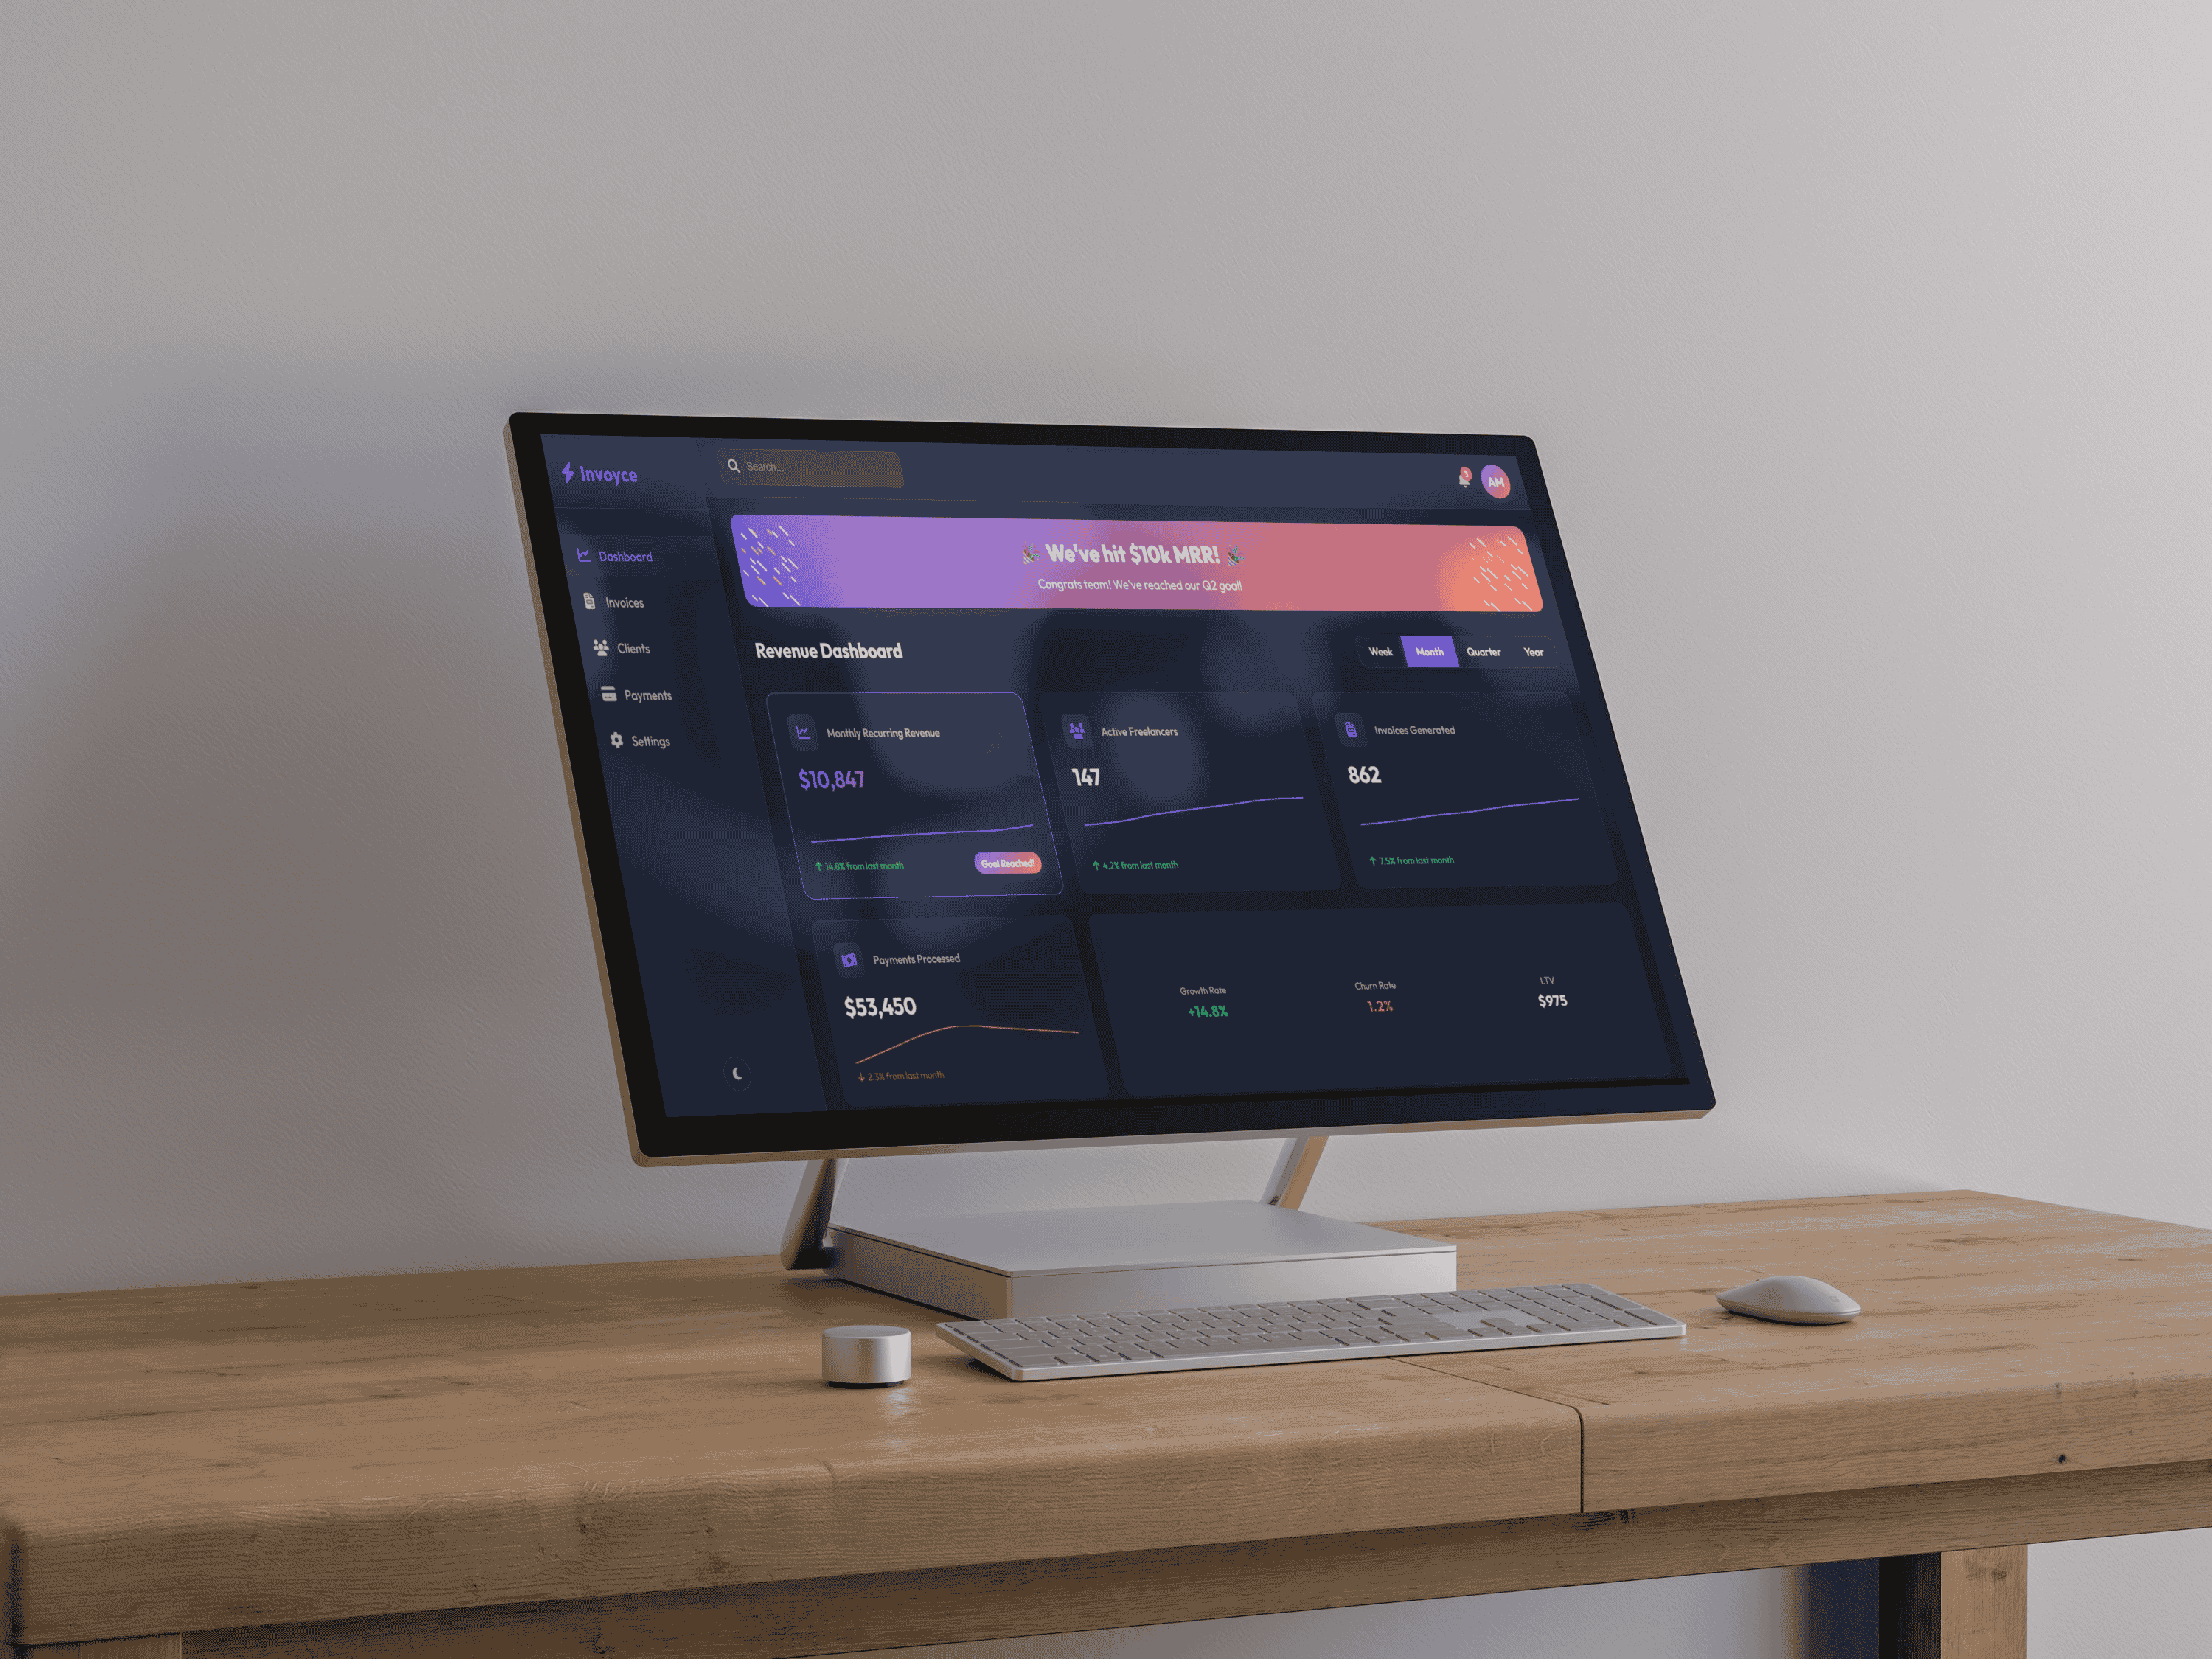 Invoyce
Search...
3
AM
Dashboard
Invoices
Clients
Payments
Settings
🎉 We've hit $10k MRR! 🎉
Congrats team! We've reached our Q2 goal!
Revenue Dashboard
Week Month Quarter Year
Monthly Recurring Revenue
$10,847
↑ 14.8% from last month
Goal Reached!
Active Freelancers
147
↑ 4.2% from last month
Invoices Generated
862
↑ 7.5% from last month
Payments Processed
$53,450
↓ 2.3% from last month
Growth Rate
+14.8%
Churn Rate
1.2%
LTV
$975